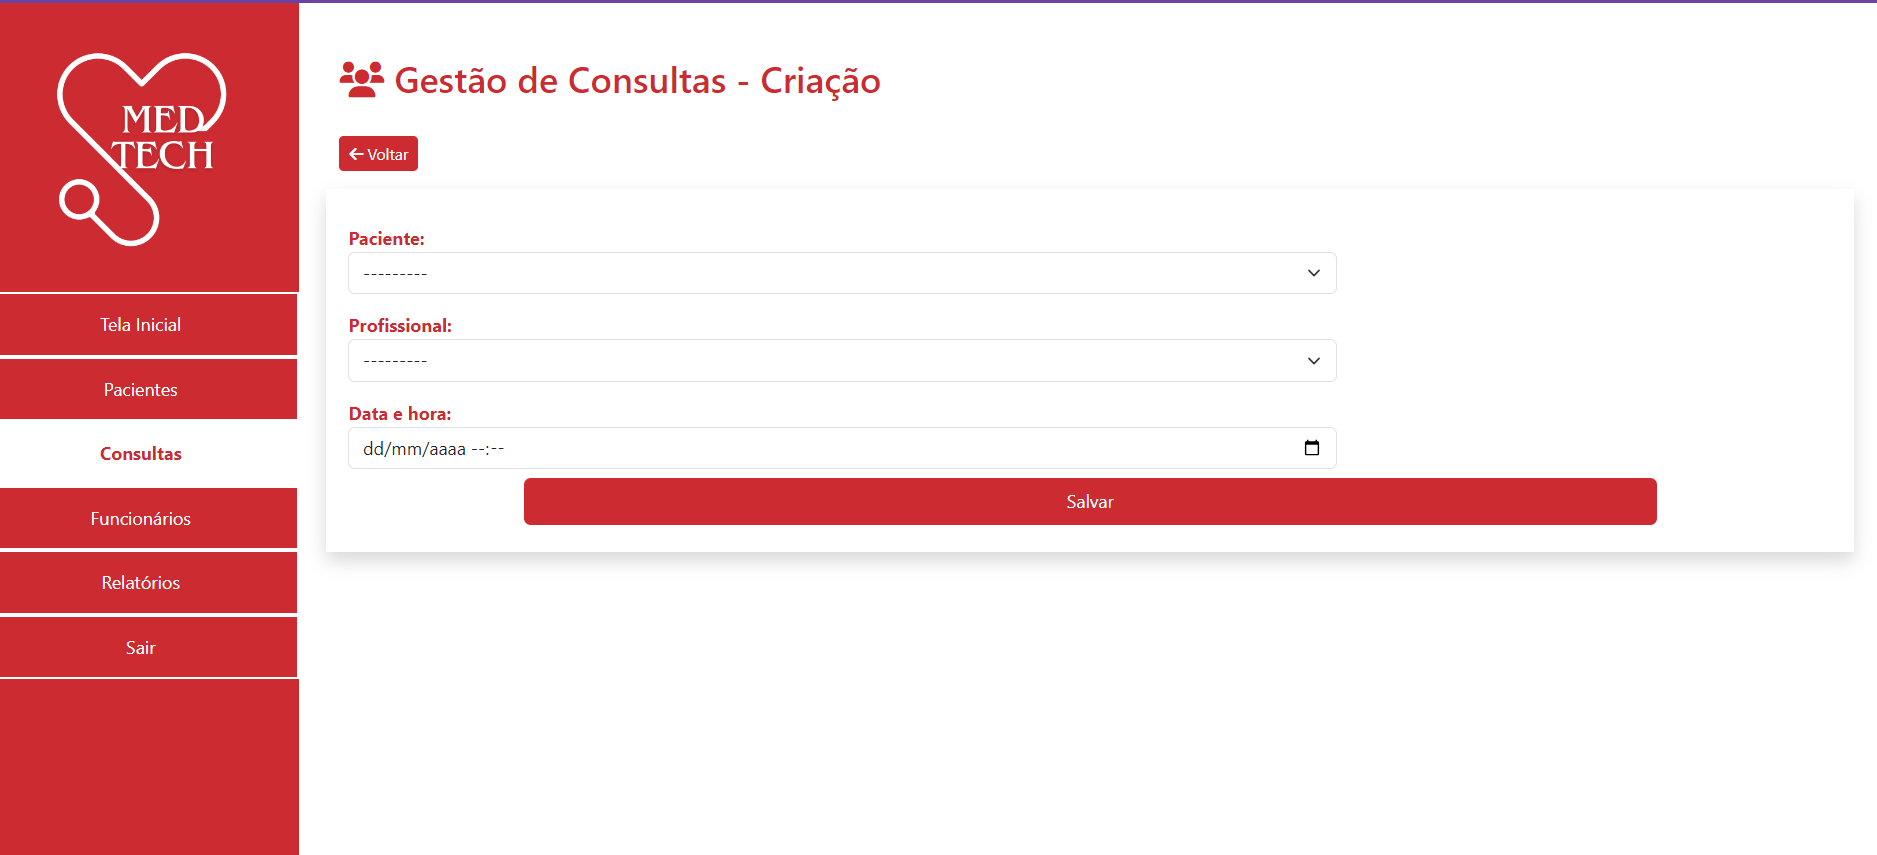 MED
TECH
Tela Inicial
Pacientes
Consultas
Funcionários
Relatórios
Sair
Gestão de Consultas - Criação
Voltar
Paciente:
---------
Profissional:
---------
Data e hora:
dd/mm/aaaa --:--
Salvar